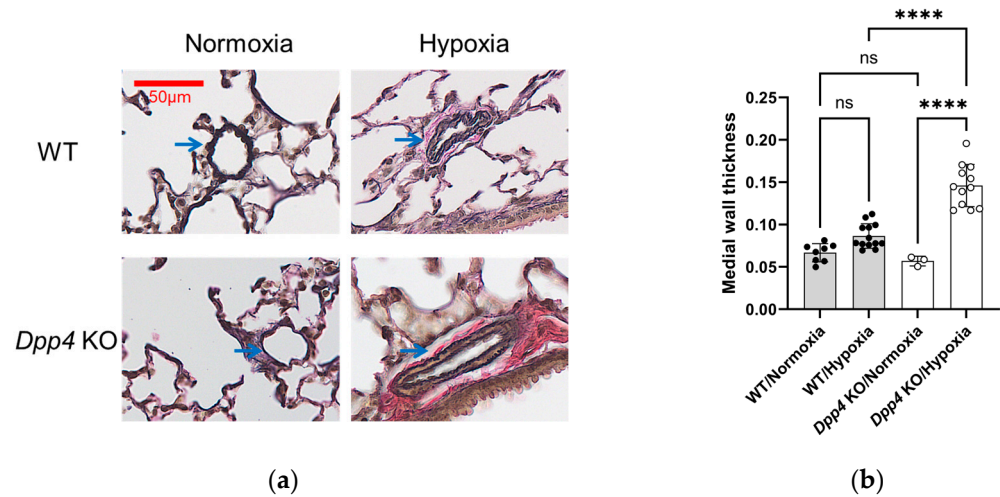 Normoxia
Hypoxia
WT
50μm
Dpp4 KO
(a)
(b)
****
ns
ns
****
Medial wall thickness
0.25
0.20
0.15
0.10
0.05
0.00
WT/Normoxia
WT/Hypoxia
Dpp4 KO/Normoxia
Dpp4 KO/Hypoxia